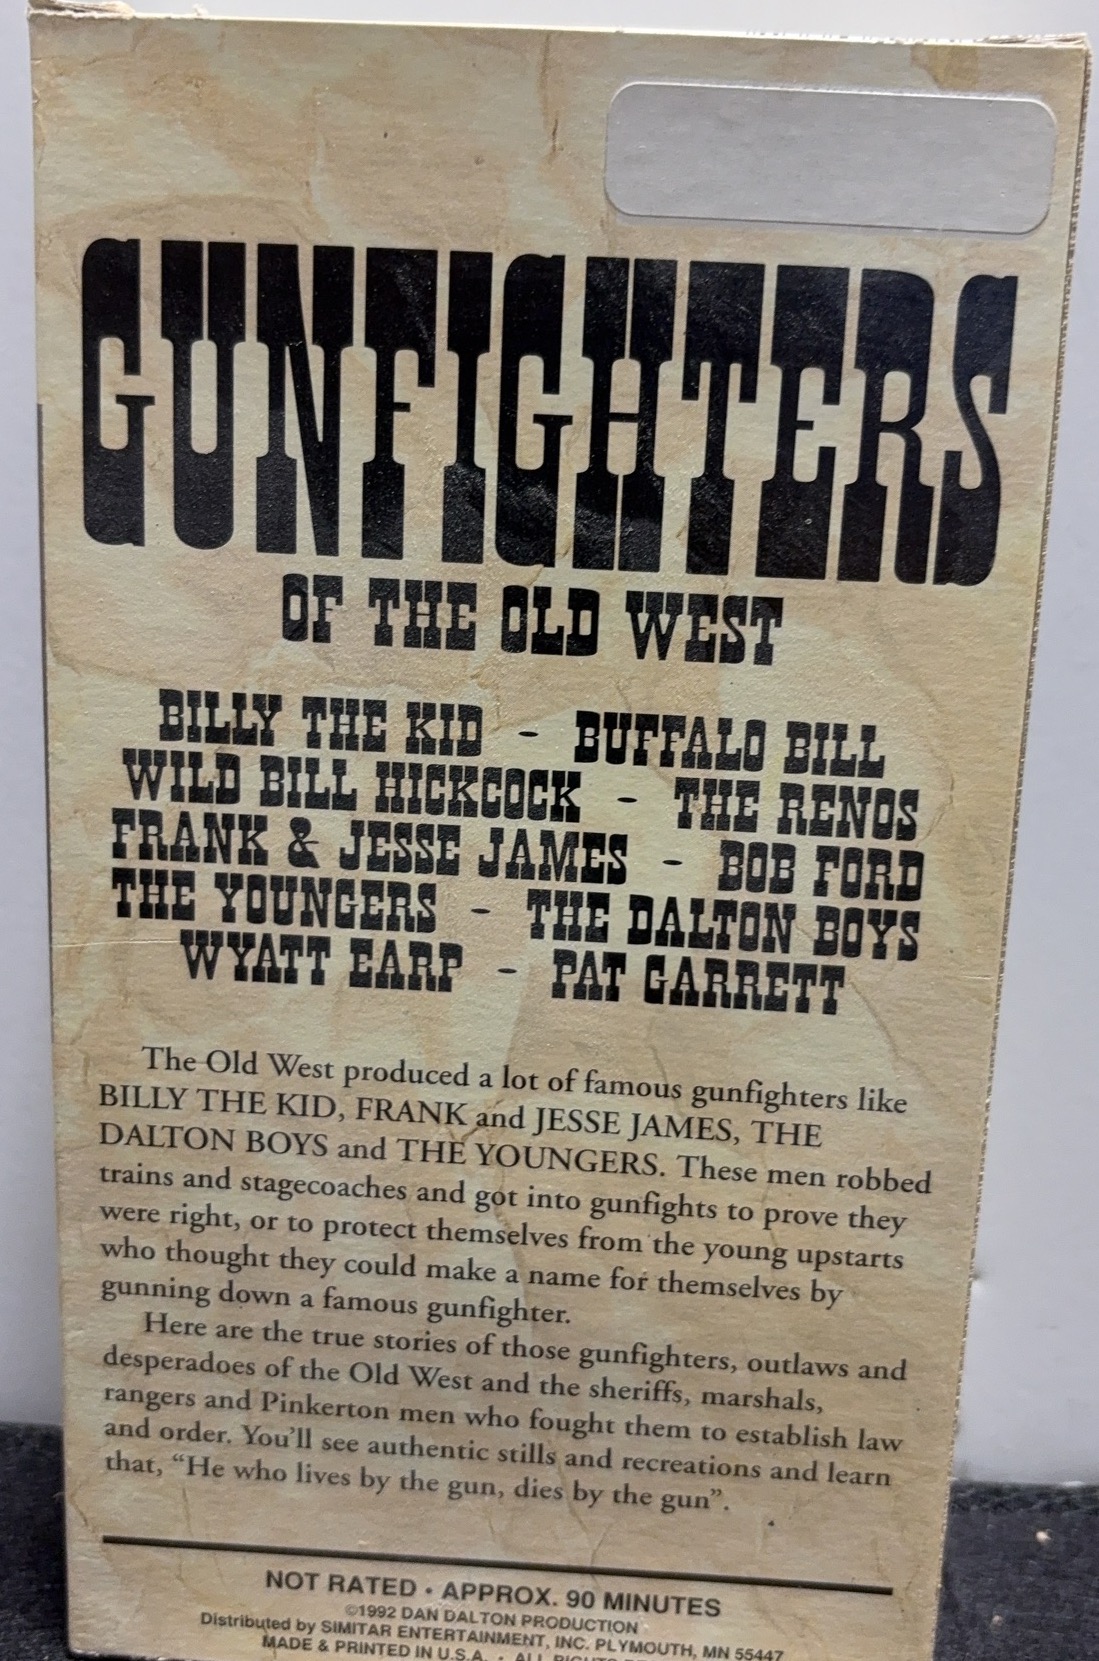 GUNFIGHTERS
OF THE OLD WEST
BILLY THE KID - BUFFALO BILL
WILD BILL HICKCOCK - THE RENOS
FRANK & JESSE JAMES - BOB FORD
THE YOUNGERS - THE DALTON BOYS
WYATT EARP - PAT GARRETT
The Old West produced a lot of famous gunfighters like
BILLY THE KID, FRANK and JESSE JAMES, THE
DALTON BOYS and THE YOUNGERS. These men robbed
trains and stagecoaches and got into gunfights to prove they
were right, or to protect themselves from the young upstarts
who thought they could make a name for themselves by
gunning down a famous gunfighter.
Here are the true stories of those gunfighters, outlaws and
desperadoes of the Old West and the sheriffs, marshals,
rangers and Pinkerton men who fought them to establish law
and order. You'll see authentic stills and recreations and learn
that, “He who lives by the gun, dies by the gun”.
NOT RATED • APPROX. 90 MINUTES
©1992 DAN DALTON PRODUCTION
Distributed by SIMITAR ENTERTAINMENT, INC. PLYMOUTH, MN 55447
MADE & PRINTED IN U.S.A. • ALL RIGHTS